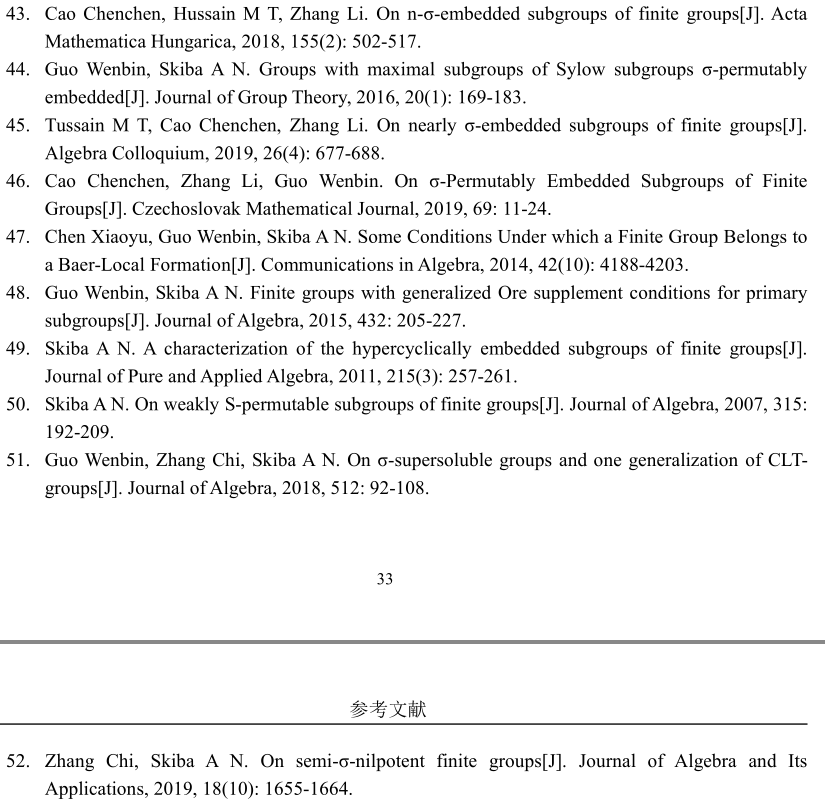 43. Cao Chenchen, Hussain M T, Zhang Li. On n-σ-embedded subgroups of finite groups[J]. Acta
Mathematica Hungarica, 2018, 155(2): 502-517.
44. Guo Wenbin, Skiba A N. Groups with maximal subgroups of Sylow subgroups σ-permutably
embedded[J]. Journal of Group Theory, 2016, 20(1): 169-183.
45. Tussain M T, Cao Chenchen, Zhang Li. On nearly σ-embedded subgroups of finite groups[J].
Algebra Colloquium, 2019, 26(4): 677-688.
46. Cao Chenchen, Zhang Li, Guo Wenbin. On σ-Permutably Embedded Subgroups of Finite
Groups[J]. Czechoslovak Mathematical Journal, 2019, 69: 11-24.
47. Chen Xiaoyu, Guo Wenbin, Skiba A N. Some Conditions Under which a Finite Group Belongs to
a Baer-Local Formation[J]. Communications in Algebra, 2014, 42(10): 4188-4203.
48. Guo Wenbin, Skiba A N. Finite groups with generalized Ore supplement conditions for primary
subgroups[J]. Journal of Algebra, 2015, 432: 205-227.
49. Skiba A N. A characterization of the hypercyclically embedded subgroups of finite groups[J].
Journal of Pure and Applied Algebra, 2011, 215(3): 257-261.
50. Skiba A N. On weakly S-permutable subgroups of finite groups[J]. Journal of Algebra, 2007, 315:
192-209.
51. Guo Wenbin, Zhang Chi, Skiba A N. On σ-supersoluble groups and one generalization of CLT-
groups[J]. Journal of Algebra, 2018, 512: 92-108.
33
参考文献
52. Zhang Chi, Skiba A N. On semi-σ-nilpotent finite groups[J]. Journal of Algebra and Its
Applications, 2019, 18(10): 1655-1664.